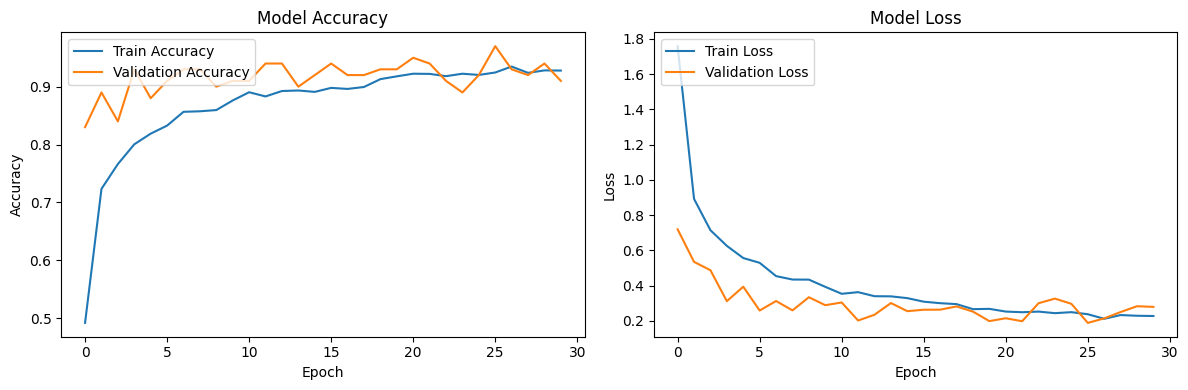 Model Accuracy
Train Accuracy
Validation Accuracy
Accuracy
0.9
0.8
0.7
0.6
0.5
0 5 10 15 20 25 30
Epoch
Model Loss
Train Loss
Validation Loss
Loss
1.8
1.6
1.4
1.2
1.0
0.8
0.6
0.4
0.2
0 5 10 15 20 25 30
Epoch